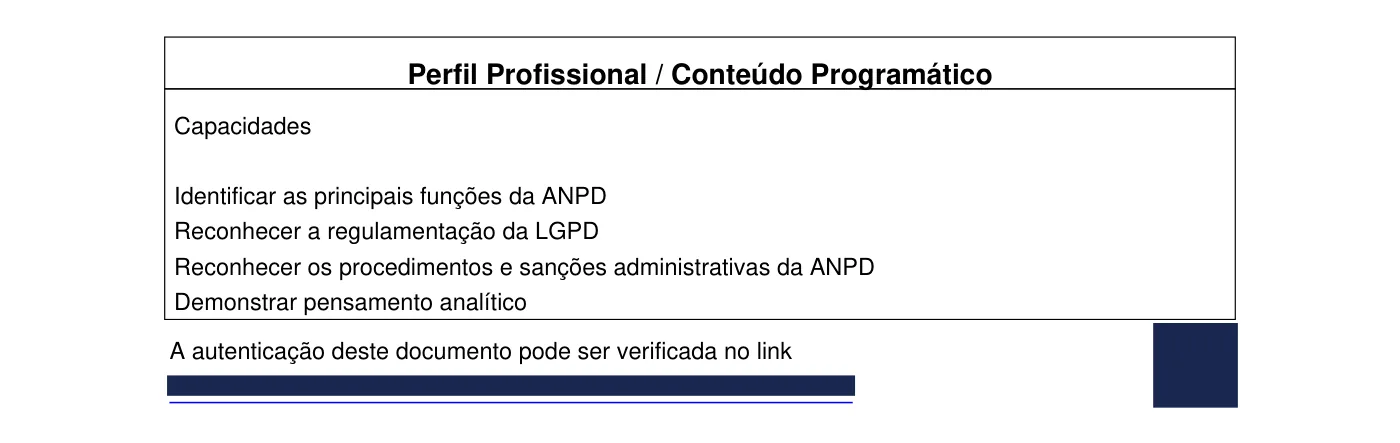 Perfil Profissional / Conteúdo Programático
Capacidades
Identificar as principais funções da ANPD
Reconhecer a regulamentação da LGPD
Reconhecer os procedimentos e sanções administrativas da ANPD
Demonstrar pensamento analítico
A autenticação deste documento pode ser verificada no link